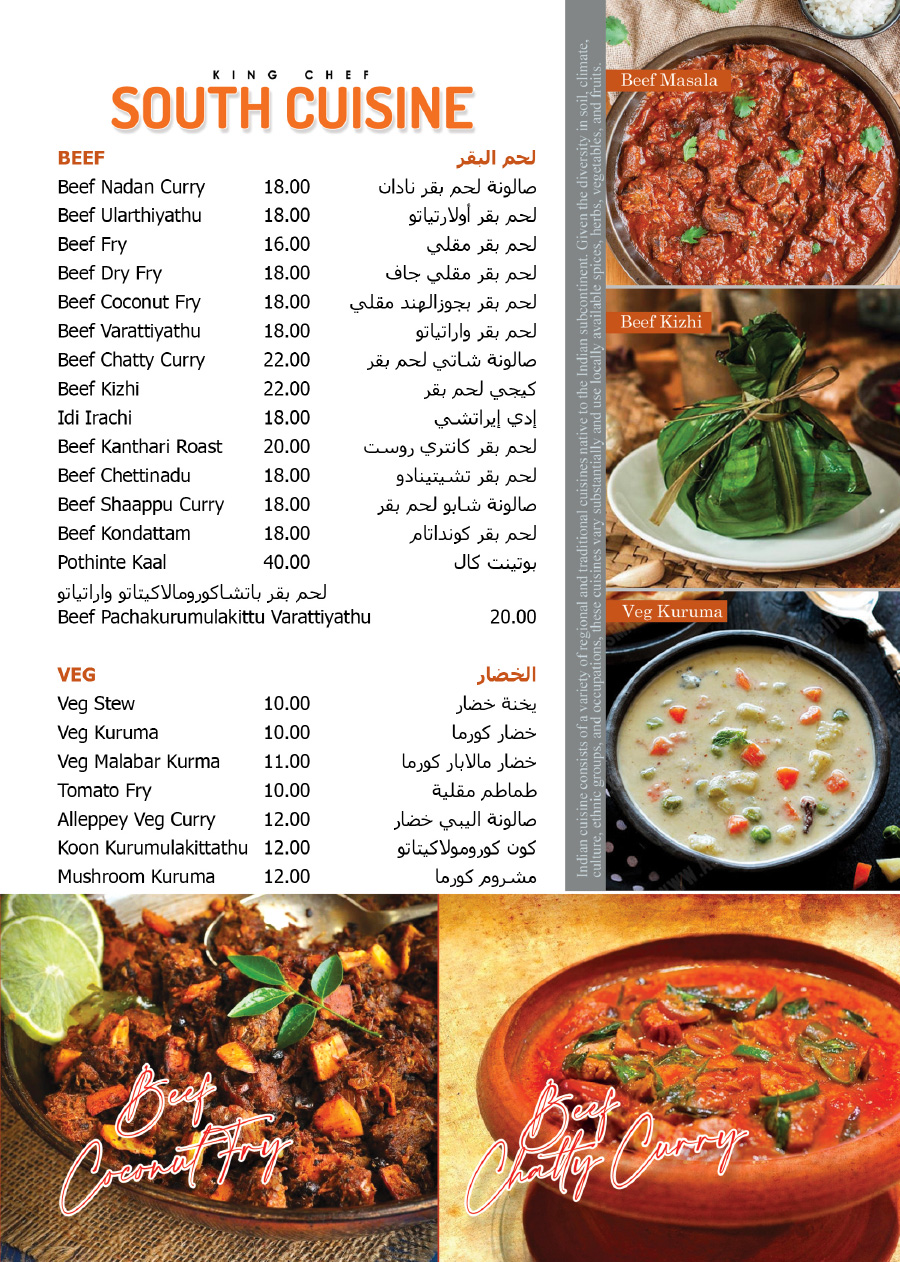 KING CHEF
SOUTH CUISINE
BEEF لحم البقر
Beef Nadan Curry 18.00 صالونة لحم بقر نادان
Beef Ularthiyathu 18.00 لحم بقر أولارتياتو
Beef Fry 16.00 لحم بقر مقلي
Beef Dry Fry 18.00 لحم بقر مقلي جاف
Beef Coconut Fry 18.00 لحم بقر بجوزالهند مقلي
Beef Varattiyathu 18.00 لحم بقر واراتياتو
Beef Chatty Curry 22.00 صالونة شاتي لحم بقر
Beef Kizhi 22.00 كيجي لحم بقر
Idi Irachi 18.00 إدي إيراتشي
Beef Kanthari Roast 20.00 لحم بقر كانتري روست
Beef Chettinadu 18.00 لحم بقر تشيتينادو
Beef Shaappu Curry 18.00 صالونة شابو لحم بقر
Beef Kondattam 18.00 لحم بقر كونداتام
Pothinte Kaal 40.00 بوتينت كال
لحم بقر باتشاكورومالاكيتاتو واراتياتو
Beef Pachakurumulakittu Varattiyathu 20.00
VEG الخضار
Veg Stew 10.00 يخنة خضار
Veg Kuruma 10.00 خضار كورما
Veg Malabar Kurma 11.00 خضار مالابار كورما
Tomato Fry 10.00 طماطم مقلية
Alleppey Veg Curry 12.00 صالونة اليبي خضار
Koon Kurumulakittathu 12.00 كون كورومولاكيتاتو
Mushroom Kuruma 12.00 مشروم كورما
Indian cuisine consists of a variety of regional and traditional cuisines native to the Indian subcontinent. Given the diversity in soil, climate,
culture, ethnic groups, and occupations, these cuisines vary substantially and use locally available spices, herbs, vegetables, and fruits.
Beef Masala
Beef Kizhi
Veg Kuruma
Beef
Coconut Fry
Beef
Chatty Curry